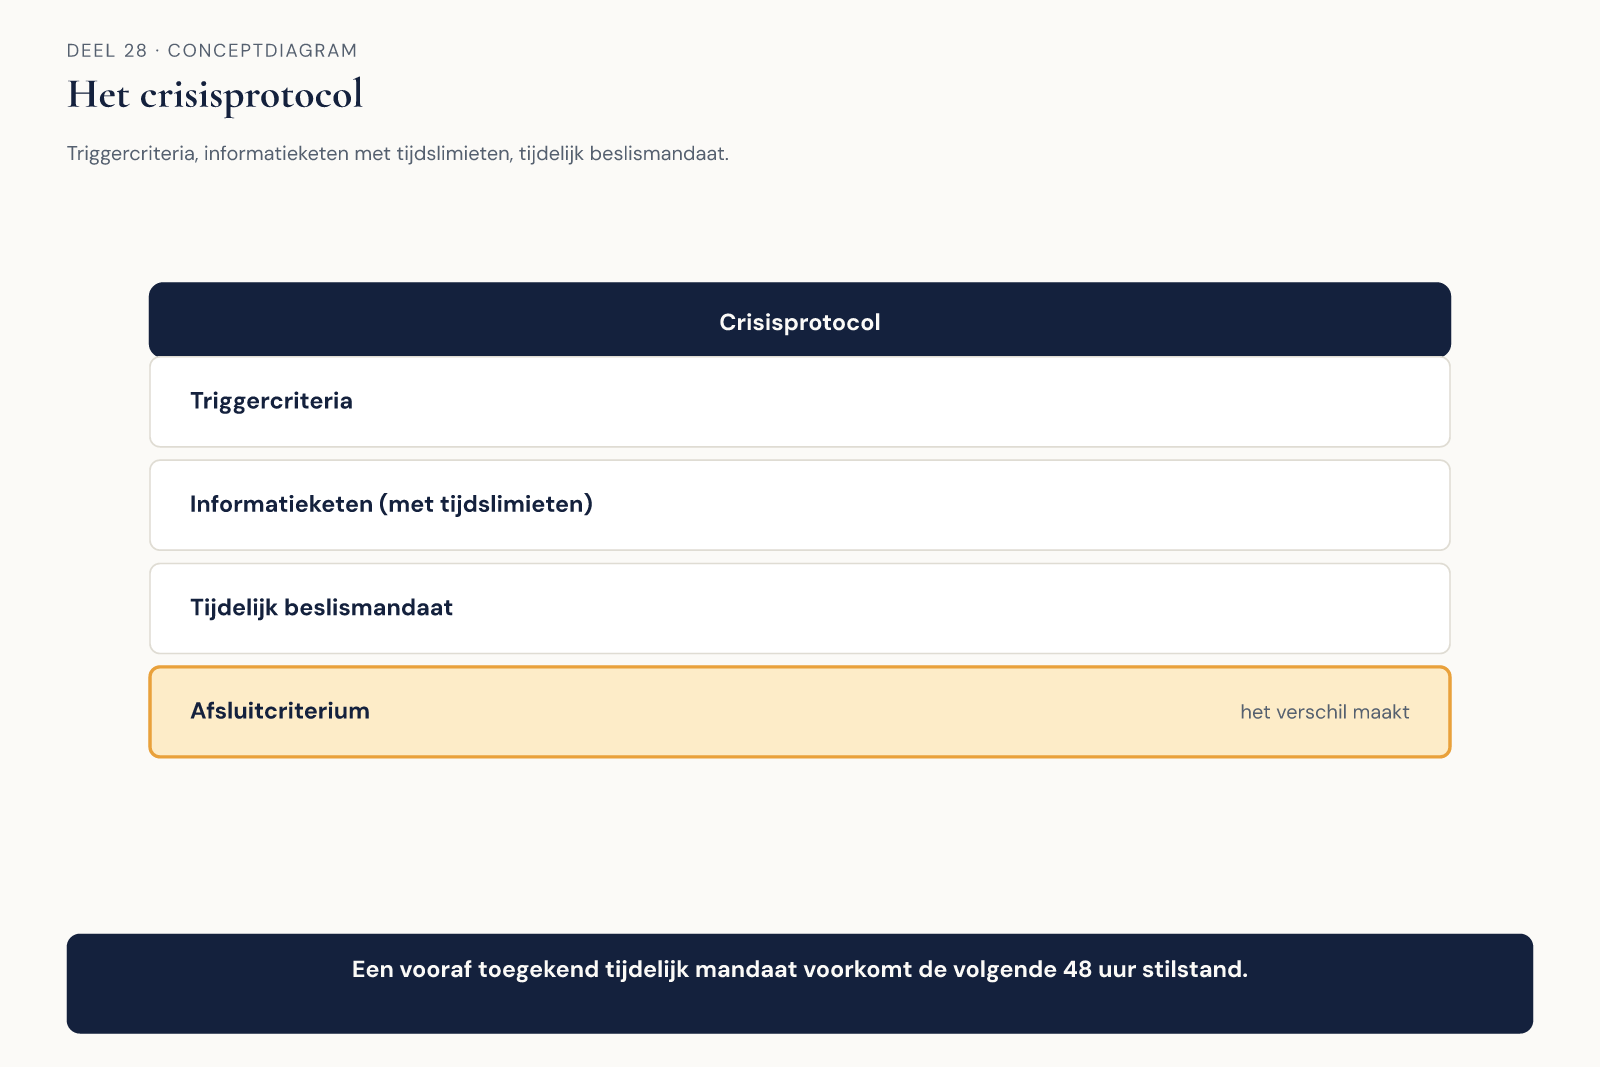 DEEL 28 · CONCEPTDIAGRAM
Het crisisprotocol
Triggercriteria, informatieketen met tijdslimieten, tijdelijk beslismandaat.
Crisisprotocol
Triggercriteria
Informatieketen (met tijdslimieten)
Tijdelijk beslismandaat
Afsluitcriterium
het verschil maakt
Een vooraf toegekend tijdelijk mandaat voorkomt de volgende 48 uur stilstand.